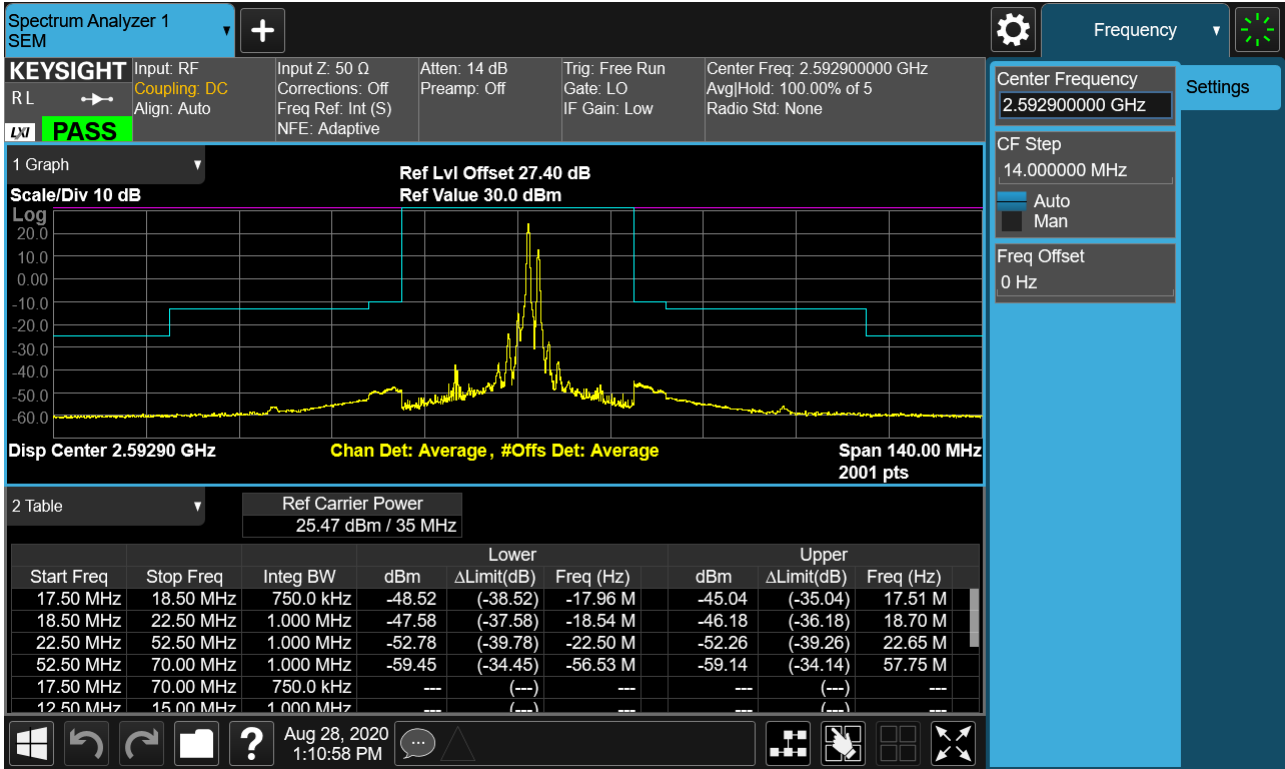 Spectrum Analyzer 1
SEM
Frequency
KEYSIGHT
R L
LXI
PASS
Input: RF
Coupling: DC
Align: Auto
Input Z: 50 Ω
Corrections: Off
Freq Ref: Int (S)
NFE: Adaptive
Atten: 14 dB
Preamp: Off
Trig: Free Run
Gate: LO
IF Gain: Low
Center Freq: 2.592900000 GHz
Avg|Hold: 100.00% of 5
Radio Std: None
Center Frequency
2.592900000 GHz
Settings
CF Step
14.000000 MHz
Auto
Man
Freq Offset
0 Hz
1 Graph
Scale/Div 10 dB
Ref Lvl Offset 27.40 dB
Ref Value 30.0 dBm
Log
20.0
10.0
0.00
-10.0
-20.0
-30.0
-40.0
-50.0
-60.0
Disp Center 2.59290 GHz
Chan Det: Average , #Offs Det: Average
Span 140.00 MHz
2001 pts
2 Table
Ref Carrier Power
25.47 dBm / 35 MHz
Lower Upper
Start Freq Stop Freq Integ BW dBm ΔLimit(dB) Freq (Hz) dBm ΔLimit(dB) Freq (Hz)
17.50 MHz 18.50 MHz 750.0 kHz -48.52 (-38.52) -17.96 M -45.04 (-35.04) 17.51 M
18.50 MHz 22.50 MHz 1.000 MHz -47.58 (-37.58) -18.54 M -46.18 (-36.18) 18.70 M
22.50 MHz 52.50 MHz 1.000 MHz -52.78 (-39.78) -22.50 M -52.26 (-39.26) 22.65 M
52.50 MHz 70.00 MHz 1.000 MHz -59.45 (-34.45) -56.53 M -59.14 (-34.14) 57.75 M
17.50 MHz 70.00 MHz 750.0 kHz --- (---) --- --- (---) ---
12.50 MHz 15.00 MHz 1.000 MHz --- (---) --- --- (---) ---
Aug 28, 2020
1:10:58 PM